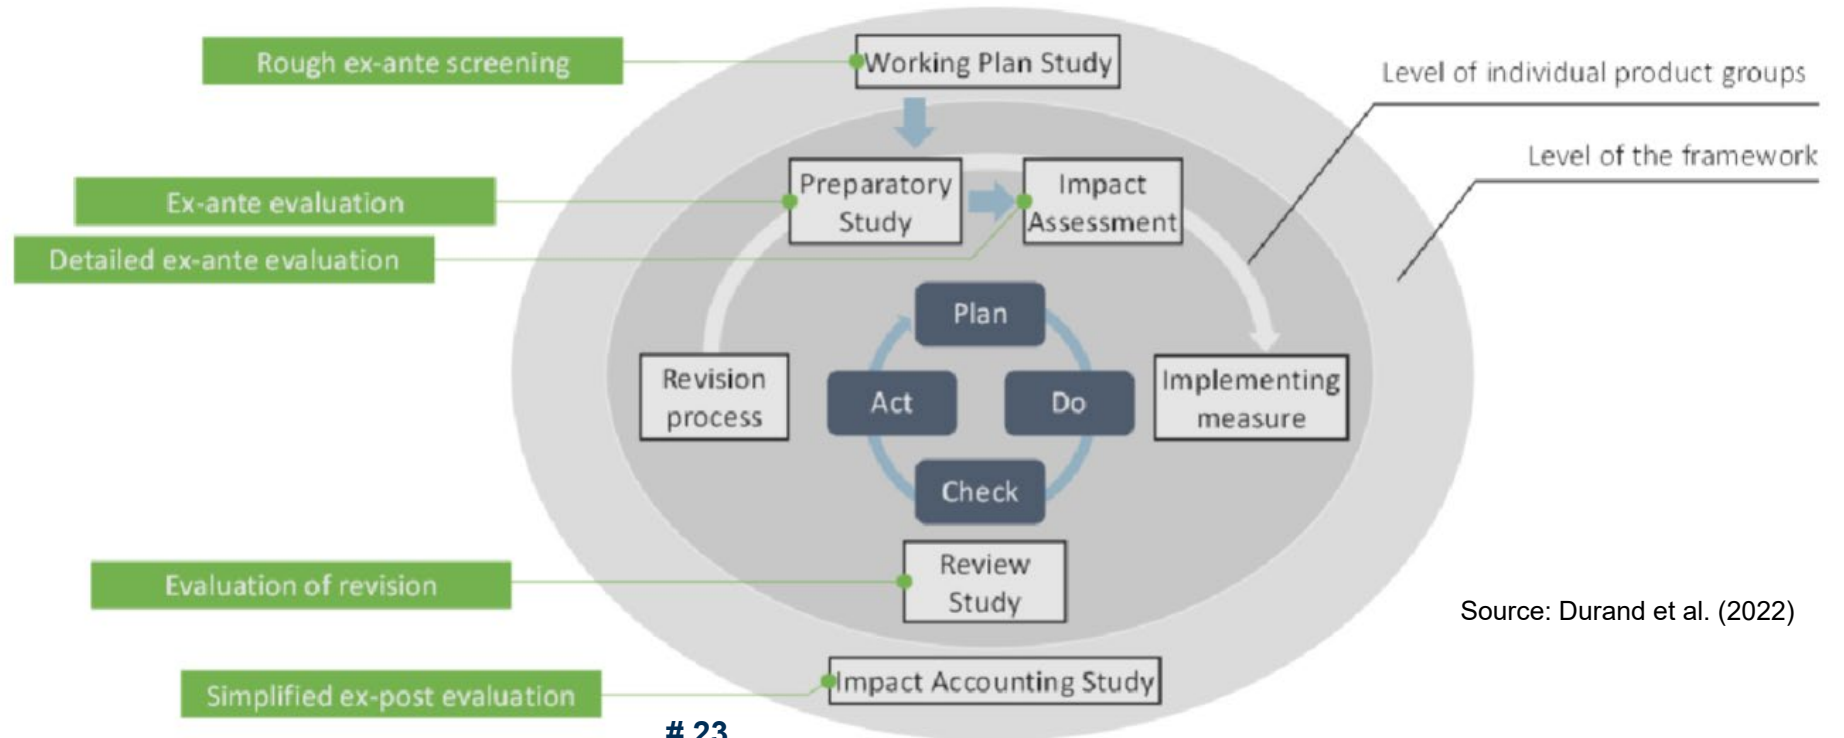 Rough ex-ante screening
Working Plan Study
Level of individual product groups
Level of the framework
Ex-ante evaluation
Preparatory
Study
Impact
Assessment
Detailed ex-ante evaluation
Plan
Revision
process
Act
Do
Implementing
measure
Check
Evaluation of revision
Review
Study
Source: Durand et al. (2022)
Simplified ex-post evaluation
Impact Accounting Study
# 23